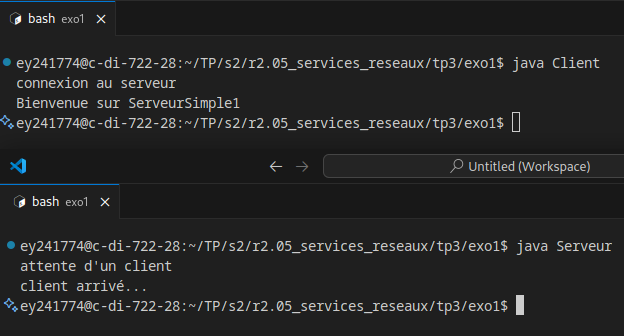 bash exo1
ey241774@c-di-722-28:~/TP/s2/r2.05_services_reseaux/tp3/exo1$ java Client
connexion au serveur
Bienvenue sur ServeurSimple1
ey241774@c-di-722-28:~/TP/s2/r2.05_services_reseaux/tp3/exo1$
Untitled (Workspace)
bash exo1
ey241774@c-di-722-28:~/TP/s2/r2.05_services_reseaux/tp3/exo1$ java Serveur
attente d'un client
client arrivé...
ey241774@c-di-722-28:~/TP/s2/r2.05_services_reseaux/tp3/exo1$